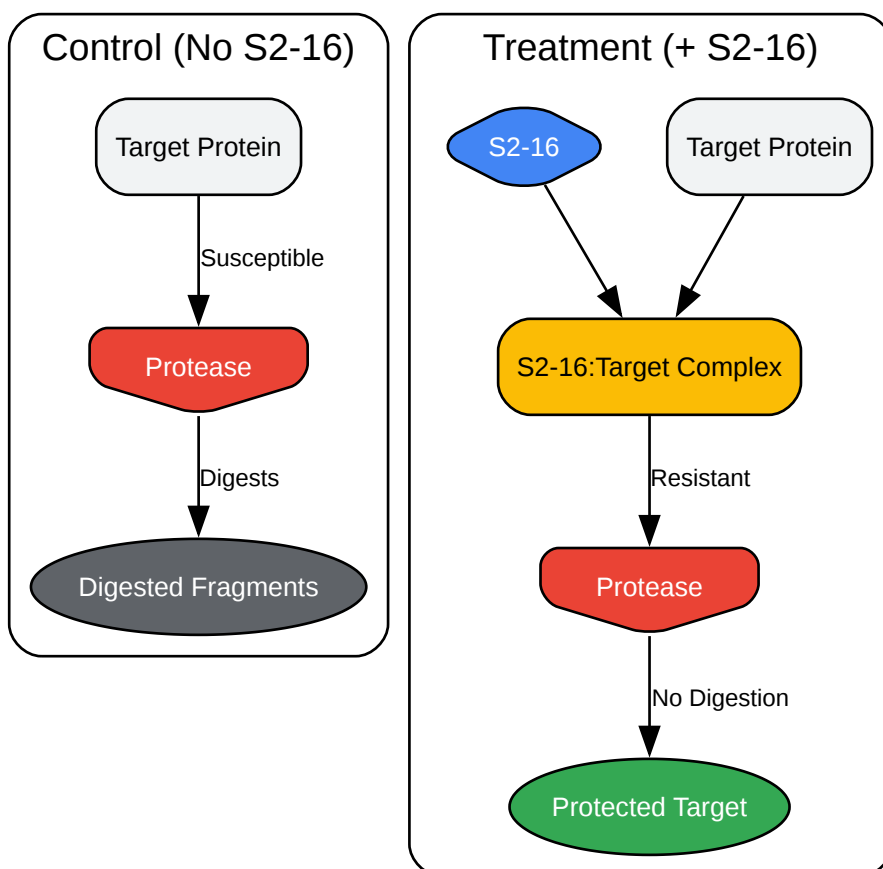 Control (No S2-16)
Target Protein
Susceptible
Protease
Digests
Digested Fragments
Treatment (+ S2-16)
S2-16
Target Protein
S2-16:Target Complex
Resistant
Protease
No Digestion
Protected Target